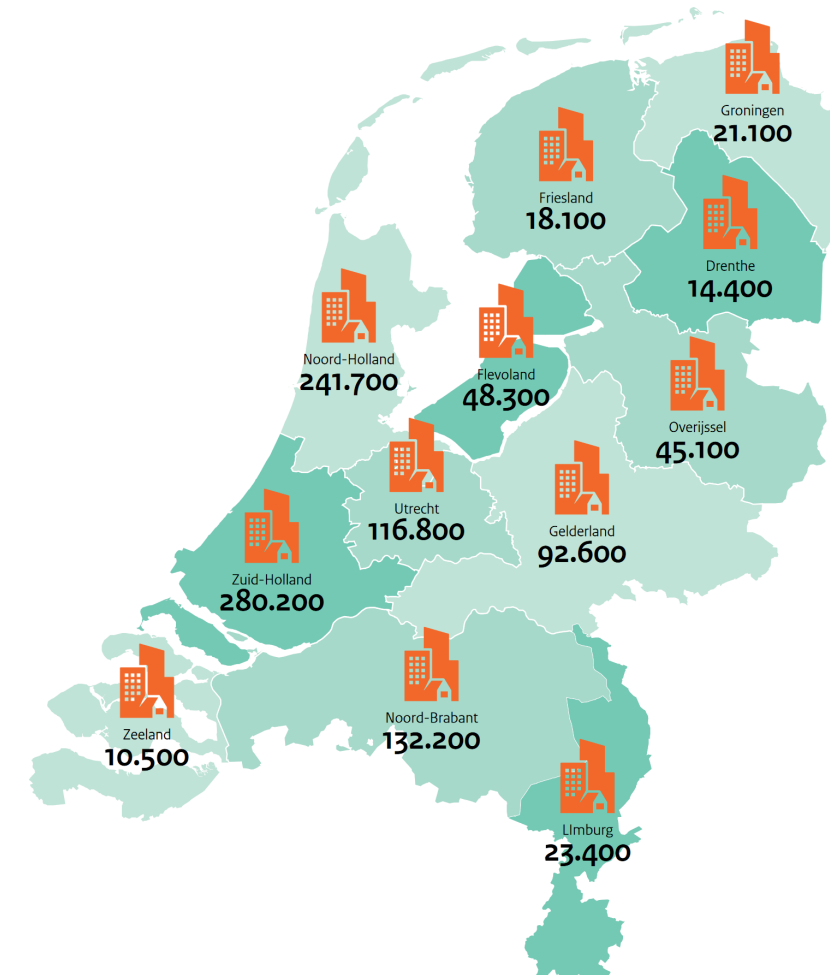 Groningen
21.100
Friesland
18.100
Drenthe
14.400
Noord-Holland
241.700
Flevoland
48.300
Overijssel
45.100
Utrecht
116.800
Gelderland
92.600
Zuid-Holland
280.200
Noord-Brabant
132.200
Zeeland
10.500
LImburg
23.400